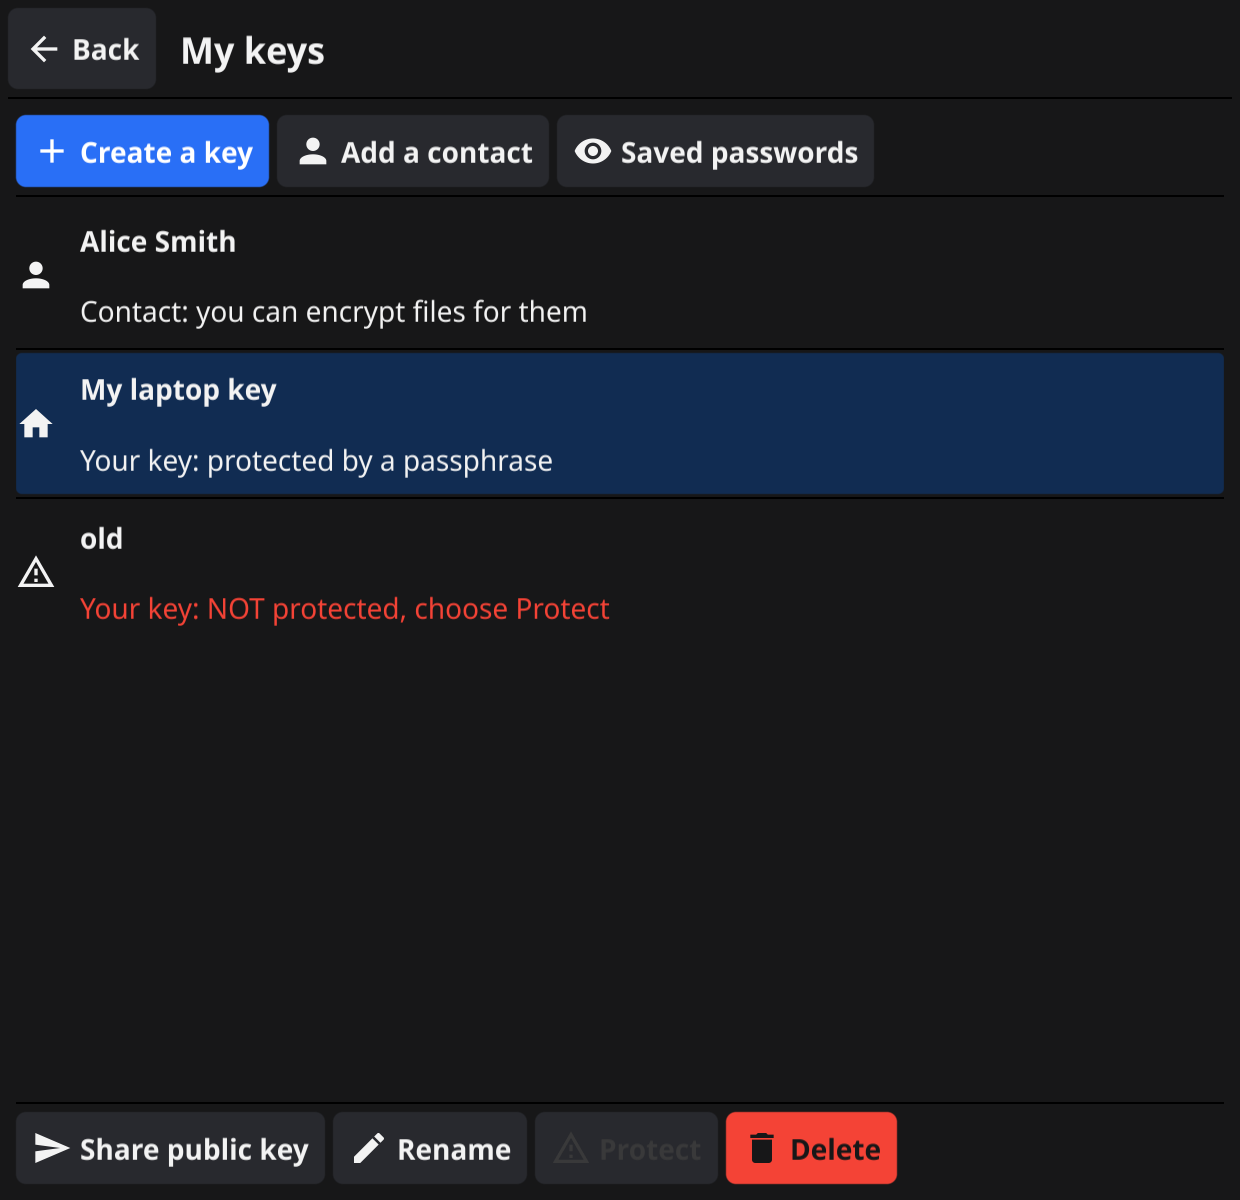 Back
My keys
Create a key
Add a contact
Saved passwords
Alice Smith
Contact: you can encrypt files for them
My laptop key
Your key: protected by a passphrase
old
Your key: NOT protected, choose Protect
Share public key
Rename
Protect
Delete